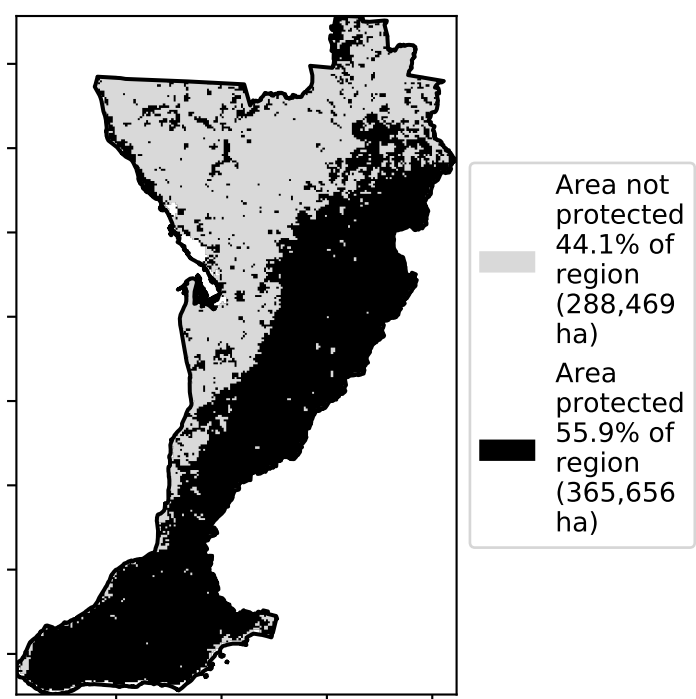 Area not
protected
44.1% of
region
(288,469
ha)
Area
protected
55.9% of
region
(365,656
ha)